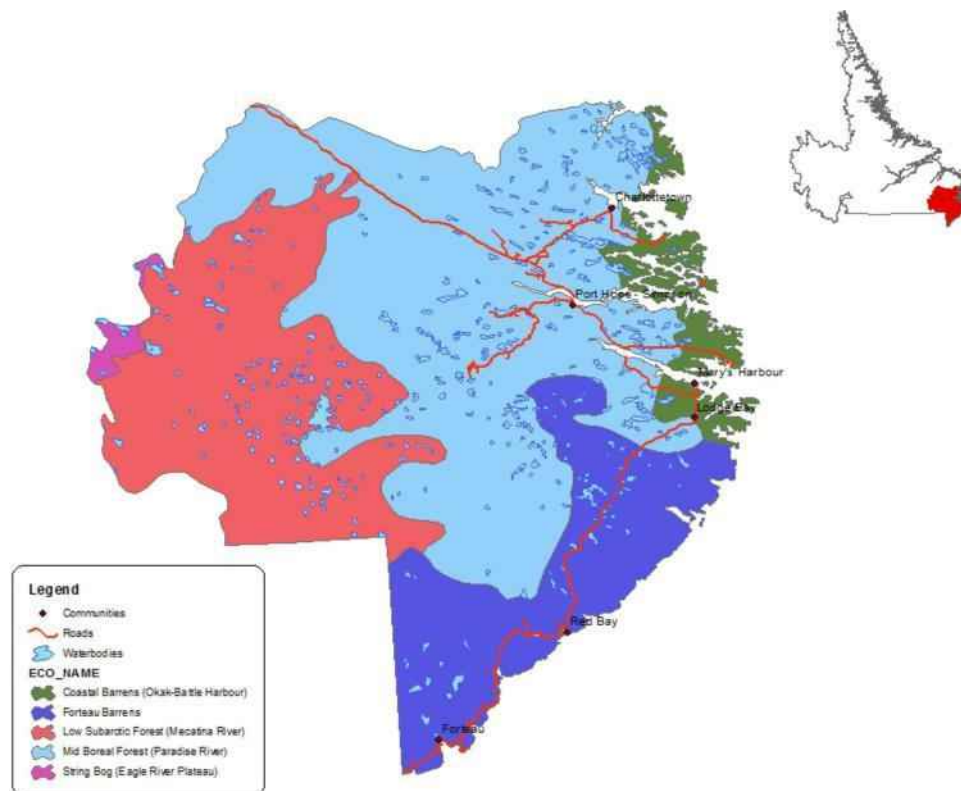 Charlottetown
Port Hope - Simpson
Mary's Harbour
Lodge Bay
Red Bay
Forteau
Legend
Communities
Roads
Waterbodies
ECO_NAME
Coastal Barrens (Okak-Battle Harbour)
Forteau Barrens
Low Subarctic Forest (Mecatina River)
Mid Boreal Forest (Paradise River)
String Bog (Eagle River Plateau)